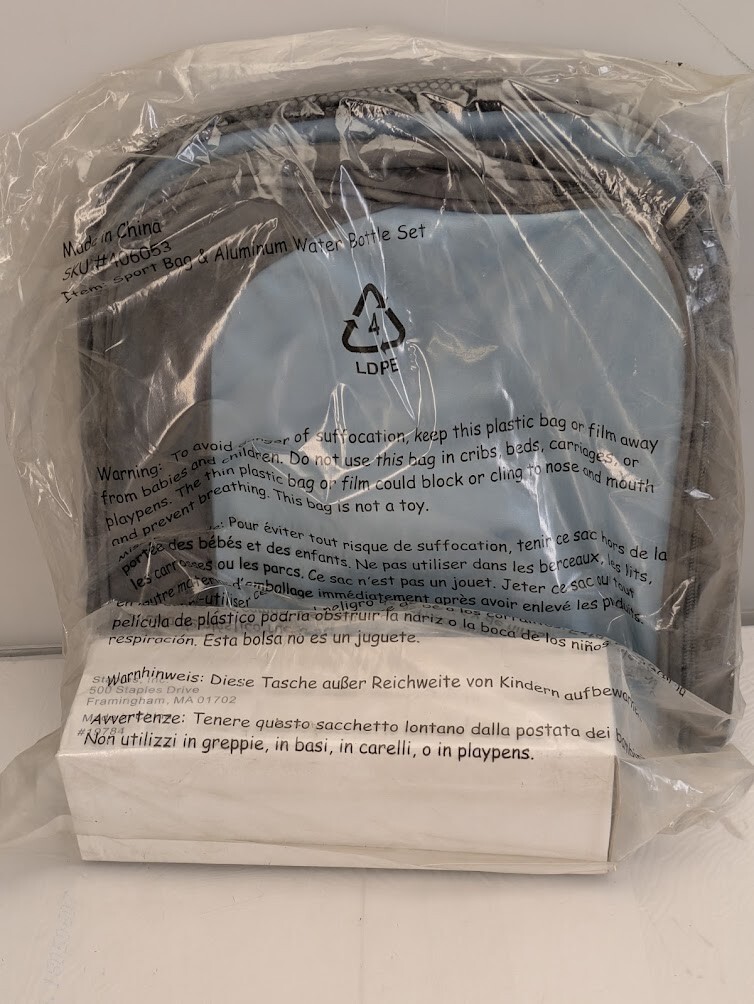 Made in China
SKU:#106053
Item: Sport Bag & Aluminum Water Bottle Set
4
LDPE
Warning: To avoid danger of suffocation, keep this plastic bag or film away
from babies and children. Do not use this bag in cribs, beds, carriages, or
playpens. The thin plastic bag or film could block or cling to nose and mouth
and prevent breathing. This bag is not a toy.
Pour éviter tout risque de suffocation, tenir ce sac hors de la
portée des bébés et des enfants. Ne pas utiliser dans les berceaux, les lits,
les carrosses ou les parcs. Ce sac n'est pas un jouet. Jeter ce sac ou tout
d'emballage immédiatement après avoir enlevé les produits.
película de plástico podría obstruir la nariz o la boca de los niños
respiración. Esta bolsa no es un juguete.
Warnhinweis: Diese Tasche außer Reichweite von Kindern
500 Staples Drive
Framingham, MA 01702
Avvertenze: Tenere questo sacchetto lontano dalla postata dei
#19784
Non utilizzi in greppie, in basi, in carelli, o in playpens.